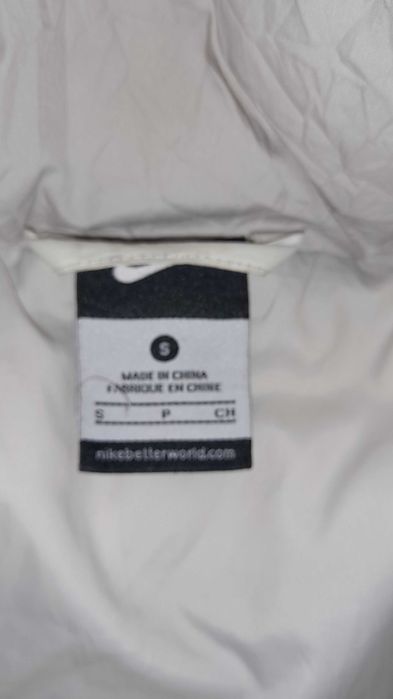 S
MADE IN CHINA
FABRIQUE EN CHINE
S P CH
nikebetterworld.com